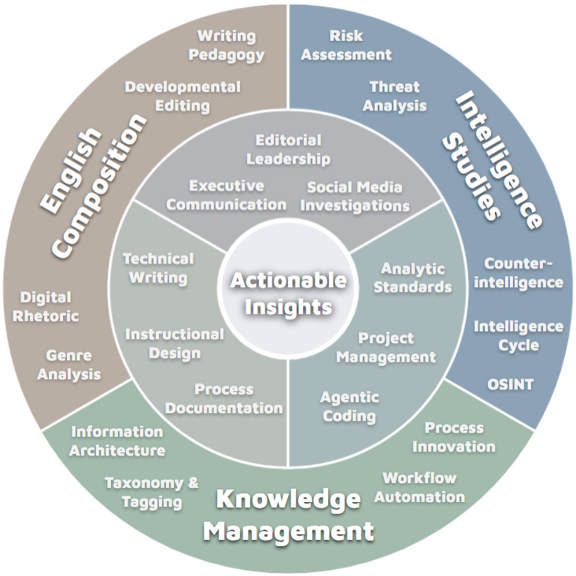 Writing
Pedagogy
Developmental
Editing
English
Composition
Digital
Rhetoric
Genre
Analysis
Risk
Assessment
Threat
Analysis
Intelligence
Studies
Counter-
intelligence
Intelligence
Cycle
OSINT
Information
Architecture
Taxonomy &
Tagging
Knowledge
Management
Process
Innovation
Workflow
Automation
Editorial
Leadership
Executive
Communication
Social Media
Investigations
Technical
Writing
Instructional
Design
Process
Documentation
Analytic
Standards
Project
Management
Agentic
Coding
Actionable
Insights